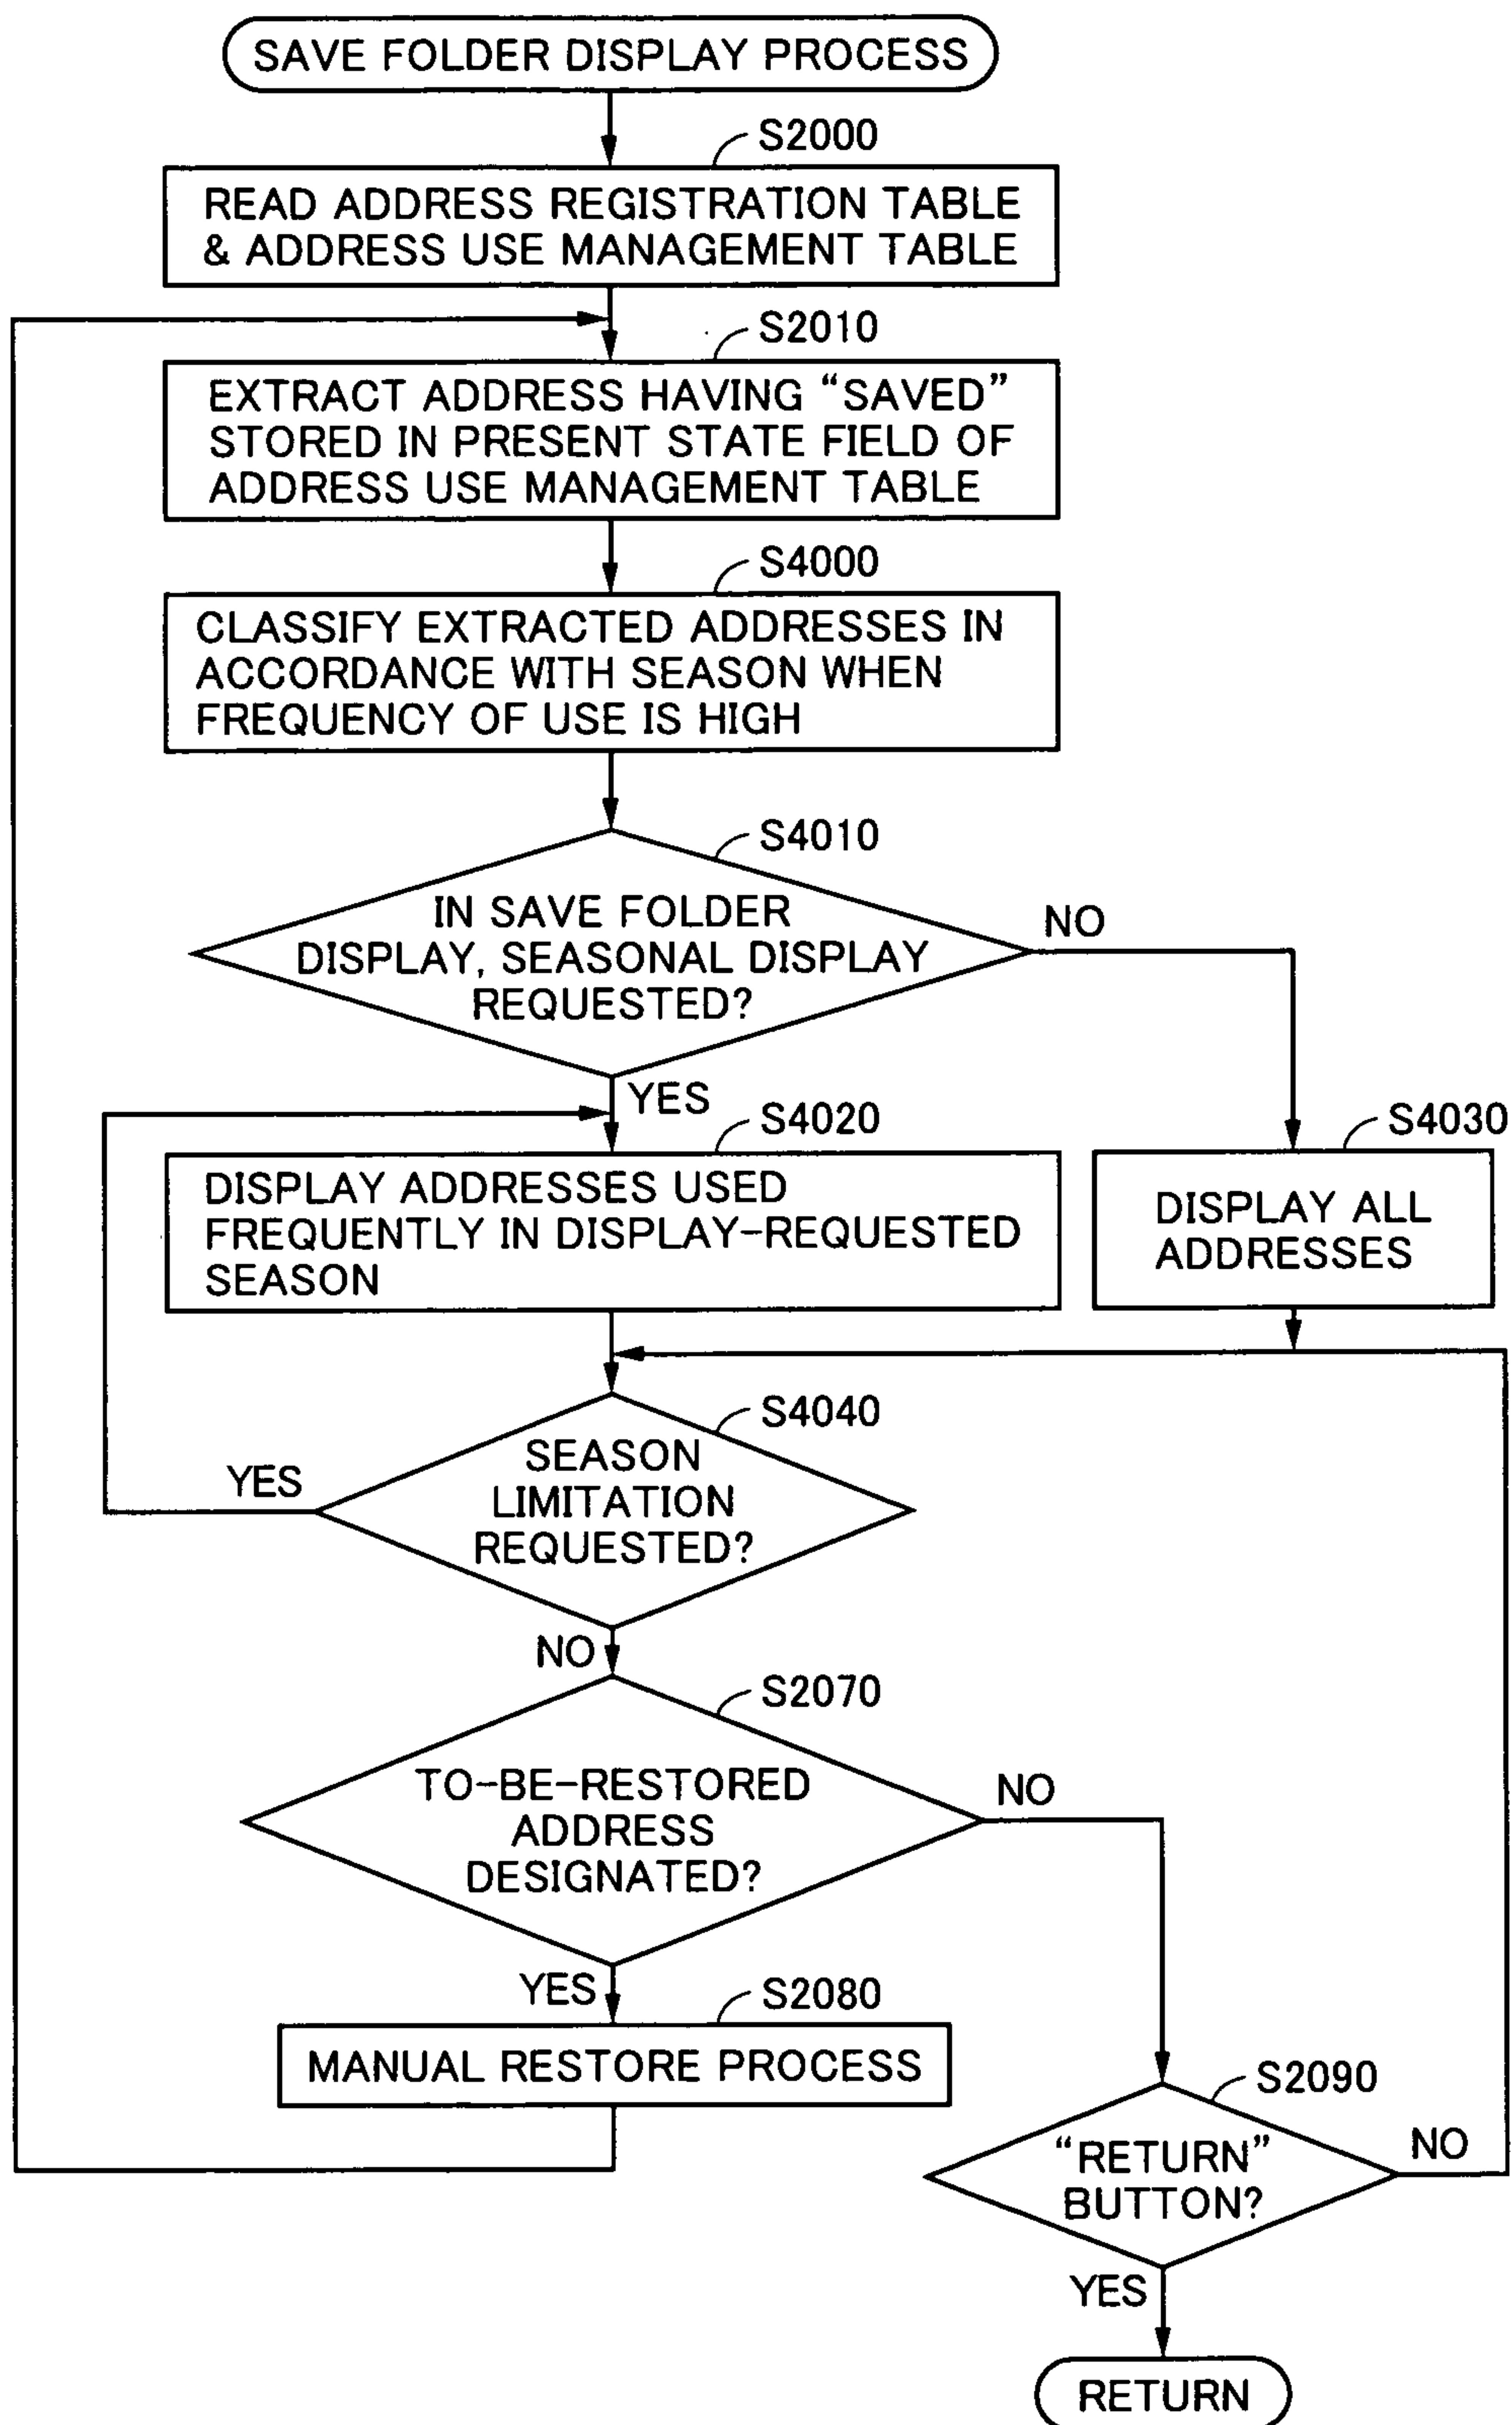 SAVE FOLDER DISPLAY PROCESS
S2000
READ ADDRESS REGISTRATION TABLE
& ADDRESS USE MANAGEMENT TABLE
S2010
EXTRACT ADDRESS HAVING “SAVED”
STORED IN PRESENT STATE FIELD OF
ADDRESS USE MANAGEMENT TABLE
S4000
CLASSIFY EXTRACTED ADDRESSES IN
ACCORDANCE WITH SEASON WHEN
FREQUENCY OF USE IS HIGH
S4010
IN SAVE FOLDER
DISPLAY, SEASONAL DISPLAY
REQUESTED?
NO
YES
S4020
DISPLAY ADDRESSES USED
FREQUENTLY IN DISPLAY-REQUESTED
SEASON
S4030
DISPLAY ALL
ADDRESSES
S4040
SEASON
LIMITATION
REQUESTED?
YES
NO
S2070
TO-BE-RESTORED
ADDRESS
DESIGNATED?
NO
YES
S2080
MANUAL RESTORE PROCESS
S2090
“RETURN”
BUTTON?
NO
YES
RETURN